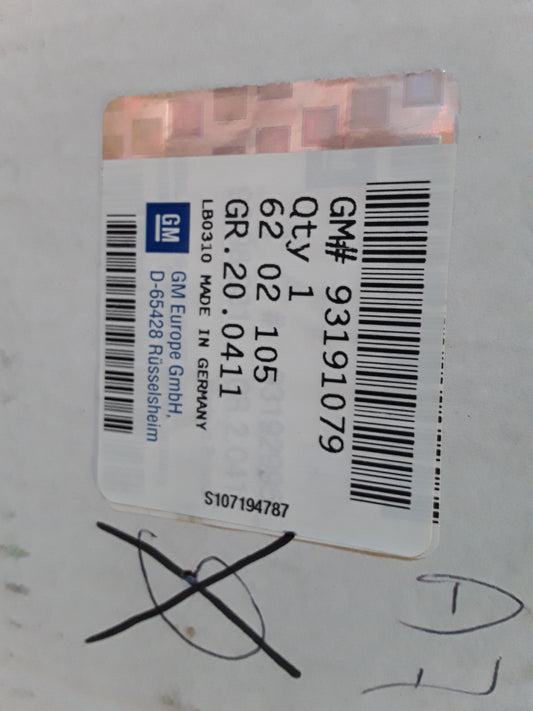 GM# 93191079
Qty 1
62 02 105
GR.20.0411
LB0310 MADE IN GERMANY
GM
GM Europe GmbH,
D-65428 Rüsselsheim
S107194787